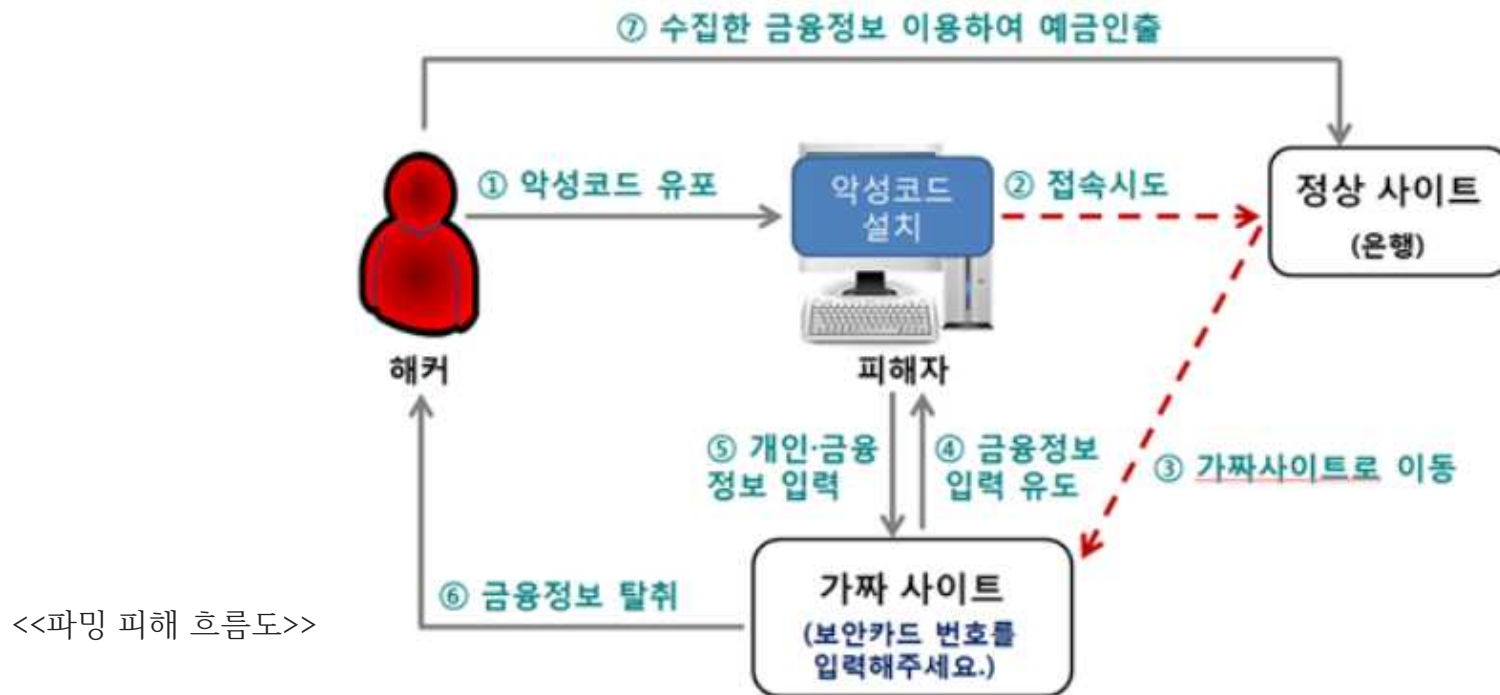 ⑦ 수집한 금융정보 이용하여 예금인출
① 악성코드 유포
악성코드
설치
② 접속시도
정상 사이트
(은행)
해커
피해자
⑤ 개인·금융
정보 입력
④ 금융정보
입력 유도
③ 가짜사이트로 이동
⑥ 금융정보 탈취
가짜 사이트
(보안카드 번호를
입력해주세요.)
<<파밍 피해 흐름도>>